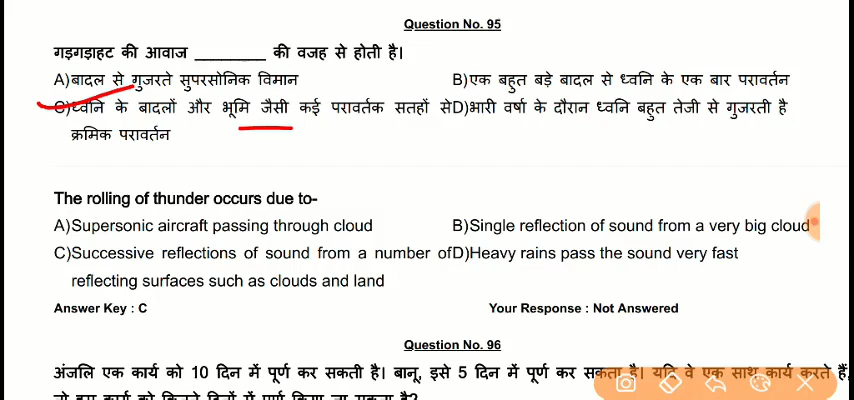 Question No. 95
गड़गड़ाहट की आवाज ________ की वजह से होती है।
A)बादल से गुजरते सुपरसोनिक विमान B)एक बहुत बड़े बादल से ध्वनि के एक बार परावर्तन
C)ध्वनि के बादलों और भूमि जैसी कई परावर्तक सतहों से D)भारी वर्षा के दौरान ध्वनि बहुत तेजी से गुजरती है
क्रमिक परावर्तन
The rolling of thunder occurs due to-
A)Supersonic aircraft passing through cloud B)Single reflection of sound from a very big cloud
C)Successive reflections of sound from a number of D)Heavy rains pass the sound very fast
reflecting surfaces such as clouds and land
Answer Key : C Your Response : Not Answered
Question No. 96
अंजलि एक कार्य को 10 दिन में पूर्ण कर सकती है। बानू, इसे 5 दिन में पूर्ण कर सकता है। यदि वे एक साथ कार्य करते हैं,